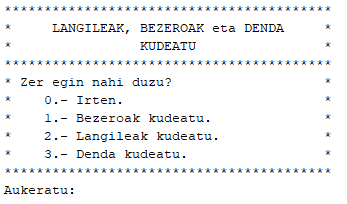 *****************************************
*     LANGILEAK, BEZEROAK eta DENDA     *
*                KUDEATU                *
*****************************************
* Zer egin nahi duzu?                   *
*    0.- Irten.                         *
*    1.- Bezeroak kudeatu.              *
*    2.- Langileak kudeatu.             *
*    3.- Denda kudeatu.                 *
*****************************************
Aukeratu: